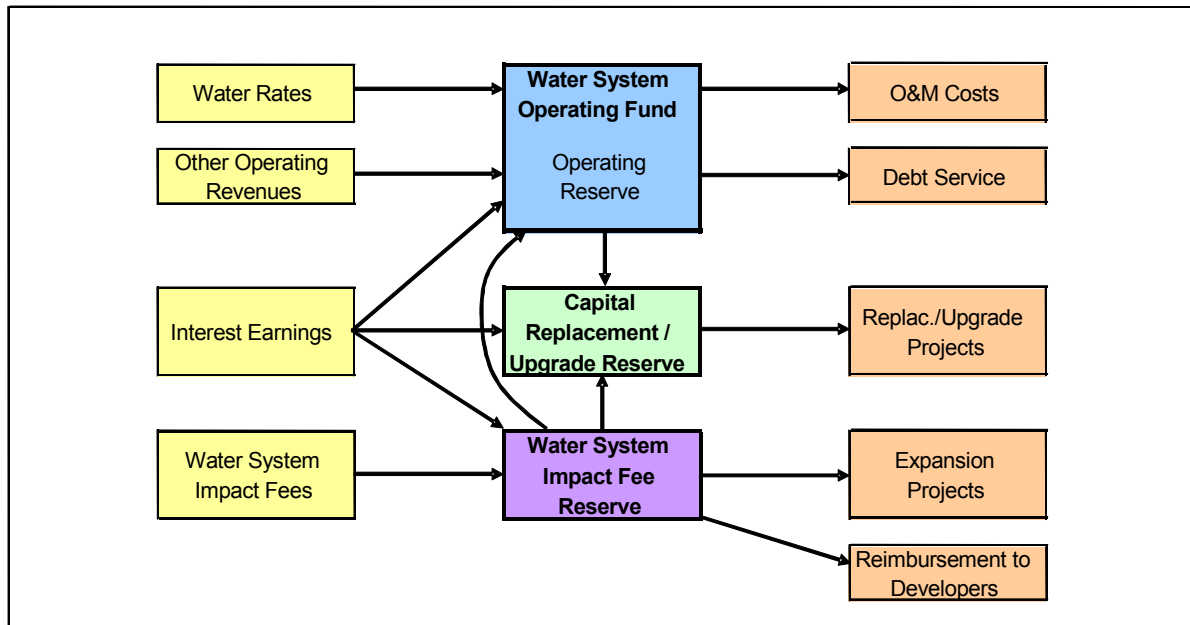 Water Rates
Water System
Operating Fund
Operating
Reserve
O&M Costs
Other Operating
Revenues
Debt Service
Interest Earnings
Capital
Replacement /
Upgrade Reserve
Replac./Upgrade
Projects
Water System
Impact Fees
Water System
Impact Fee
Reserve
Expansion
Projects
Reimbursement to
Developers